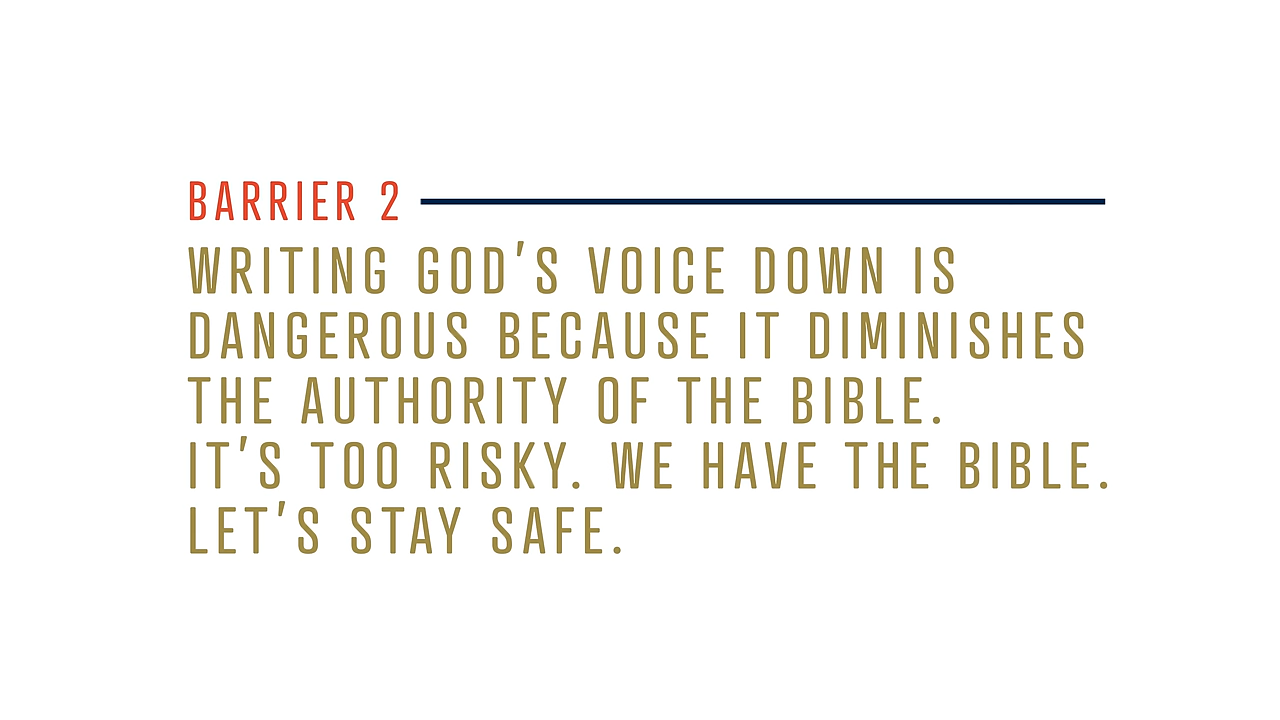 BARRIER 2
WRITING GOD'S VOICE DOWN IS
DANGEROUS BECAUSE IT DIMINISHES
THE AUTHORITY OF THE BIBLE.
IT'S TOO RISKY. WE HAVE THE BIBLE.
LET'S STAY SAFE.